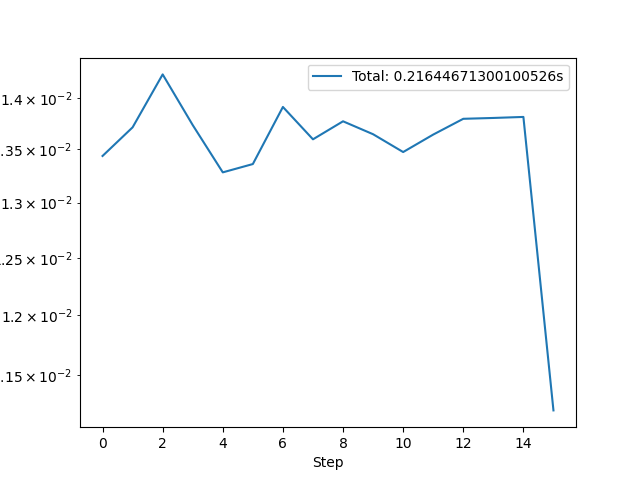 Total: 0.21644671300100526s
1.4 × 10⁻²
.35 × 10⁻²
1.3 × 10⁻²
.25 × 10⁻²
1.2 × 10⁻²
.15 × 10⁻²
0 2 4 6 8 10 12 14
Step